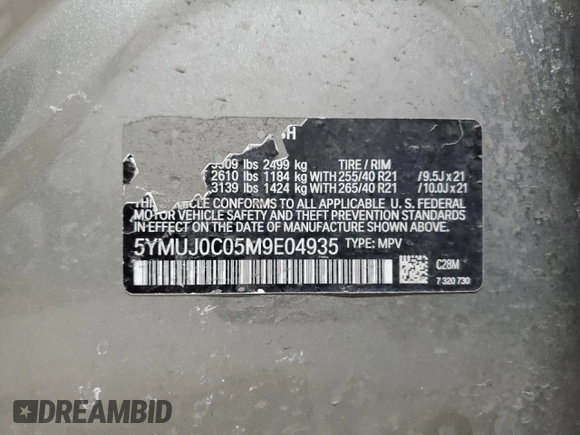 lbs 2499 kg TIRE / RIM
2610 lbs 1184 kg WITH 255/40 R21 /9.5J x 21
3139 lbs 1424 kg WITH 265/40 R21 /10.0J x 21
CONFORMS TO ALL APPLICABLE U.S. FEDERAL
MOTOR VEHICLE SAFETY AND THEFT PREVENTION
STANDARDS IN EFFECT ON THE DATE OF
MANUFACTURE SHOWN ABOVE.
5YMUJ0C05M9E04935 TYPE: MPV
C28M
7 320 730
DREAMBID